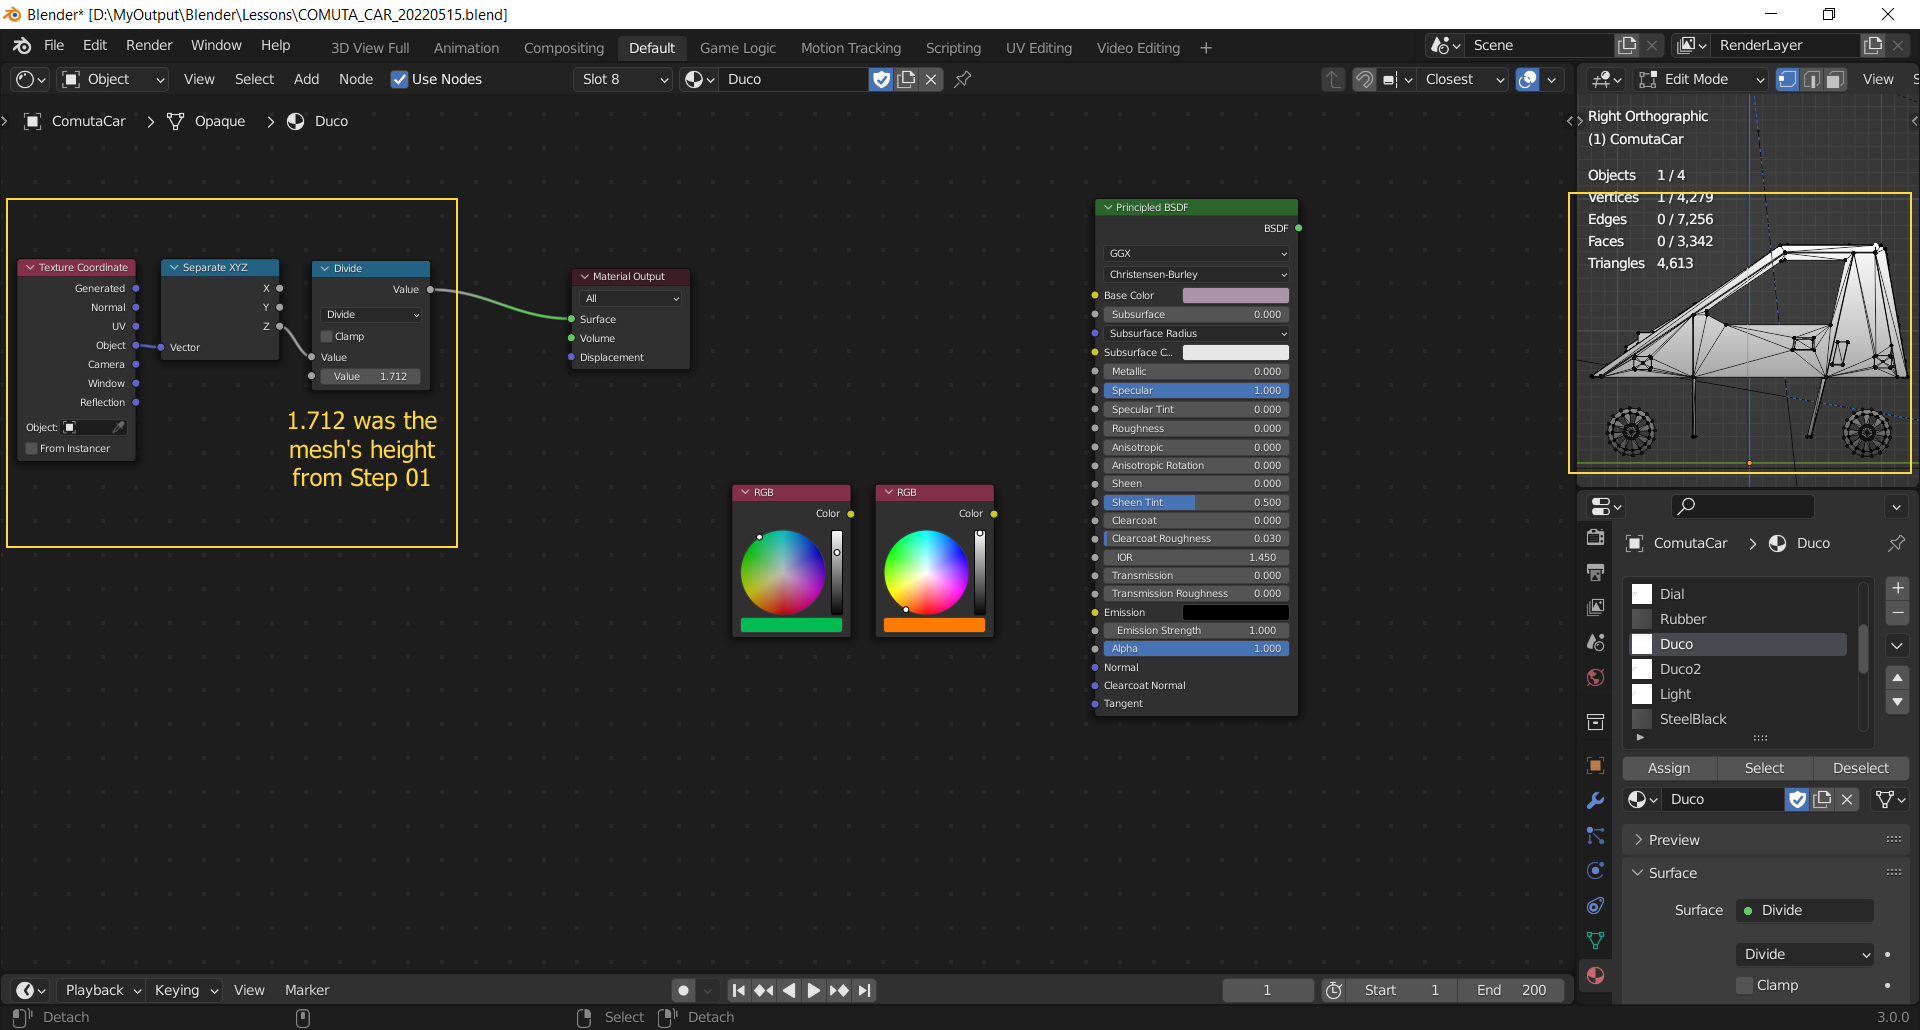 Blender* [D:\MyOutput\Blender\Lessons\COMUTA_CAR_20220515.blend]
File Edit Render Window Help 3D View Full Animation Compositing Default Game Logic Motion Tracking Scripting UV Editing Video Editing + Scene RenderLayer
Object View Select Add Node Use Nodes Slot 8 Duco Closest Edit Mode View S
ComutaCar > Opaque > Duco
Right Orthographic
(1) ComutaCar
Objects 1 / 4
Vertices 1 / 4,279
Edges 0 / 7,256
Faces 0 / 3,342
Triangles 4,613
Texture Coordinate
Generated
Normal
UV
Object
Camera
Window
Reflection
Object:
From Instancer
Separate XYZ
X
Y
Z
Vector
Divide
Value
Divide
Clamp
Value
Value 1.712
1.712 was the
mesh's height
from Step 01
Material Output
All
Surface
Volume
Displacement
RGB
Color
RGB
Color
Principled BSDF
BSDF
GGX
Christensen-Burley
Base Color
Subsurface 0.000
Subsurface Radius
Subsurface C..
Metallic 0.000
Specular 1.000
Specular Tint 0.000
Roughness 0.000
Anisotropic 0.000
Anisotropic Rotation 0.000
Sheen 0.000
Sheen Tint 0.500
Clearcoat 0.000
Clearcoat Roughness 0.030
IOR 1.450
Transmission 0.000
Transmission Roughness 0.000
Emission
Emission Strength 1.000
Alpha 1.000
Normal
Clearcoat Normal
Tangent
ComutaCar > Duco
Dial
Rubber
Duco
Duco2
Light
SteelBlack
Assign Select Deselect
Duco
Preview
Surface
Surface Divide
Divide
Clamp
Playback Keying View Marker 1 Start 1 End 200
Detach Select Detach 3.0.0